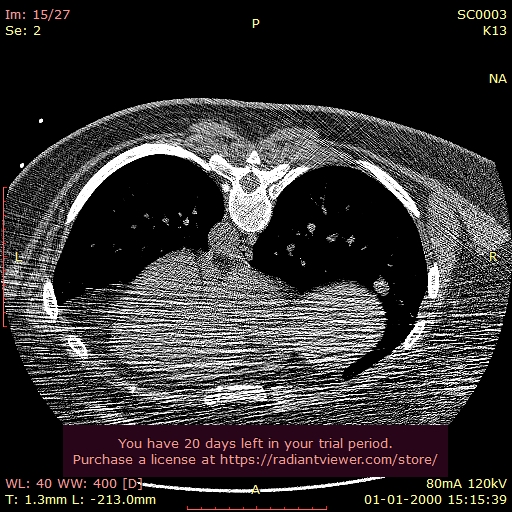 Im: 15/27
Se: 2
P
SC0003
K13
NA
L
R
You have 20 days left in your trial period.
Purchase a license at https://radiantviewer.com/store/
WL: 40 WW: 400 [D]
T: 1.3mm L: -213.0mm
A
80mA 120kV
01-01-2000 15:15:39